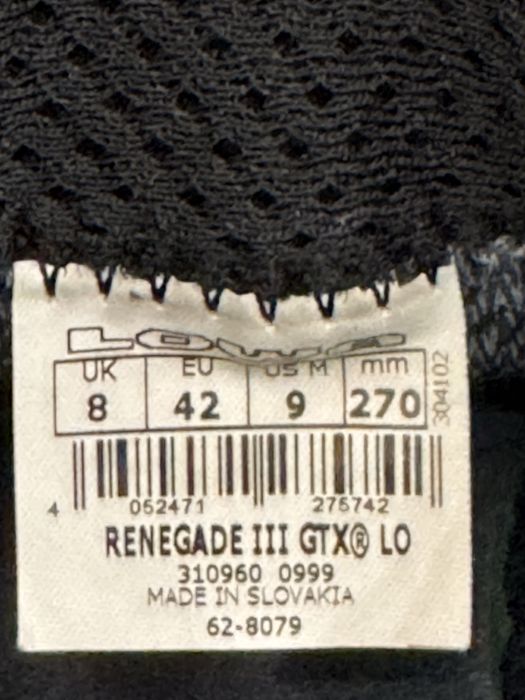 LOWA
UK EU US M mm
8 42 9 270
304102
4 052471 275742
RENEGADE III GTX® LO
310960 0999
MADE IN SLOVAKIA
62-8079